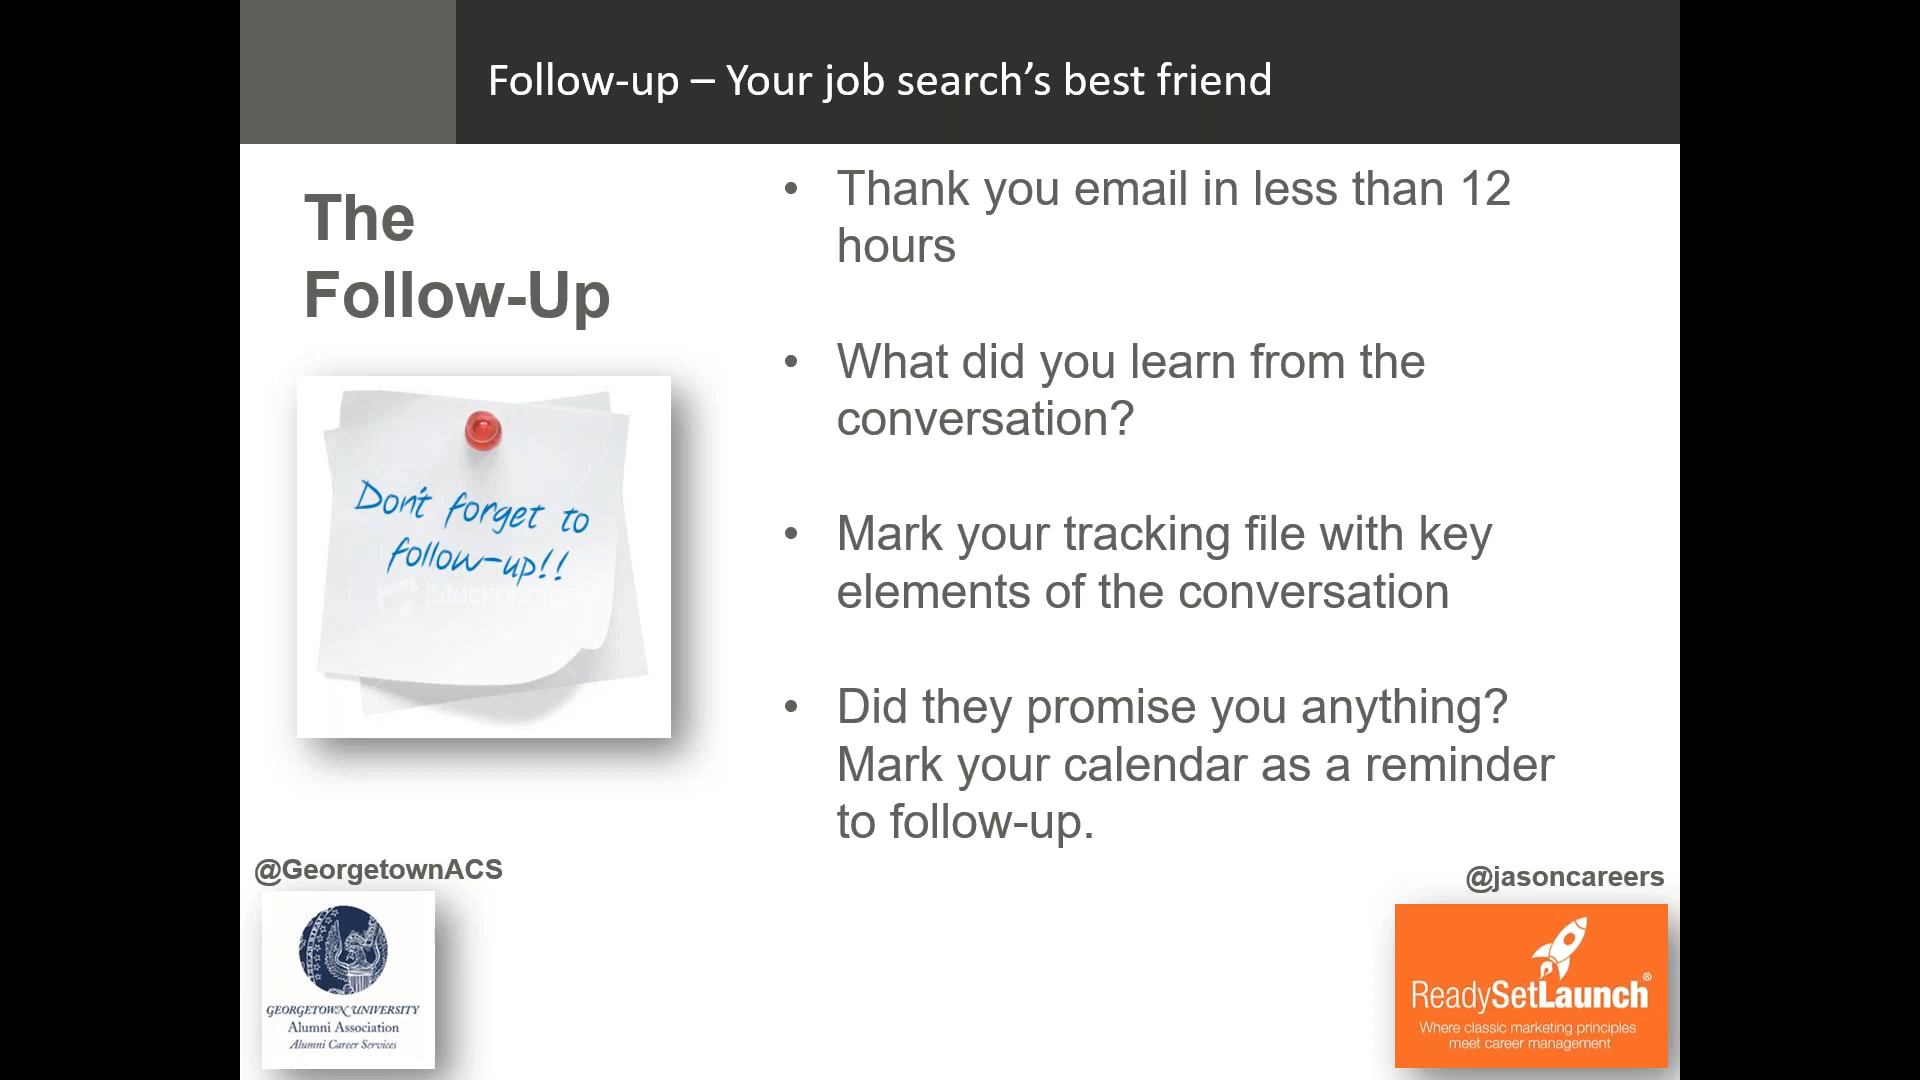 Follow-up – Your job search’s best friend
The
Follow-Up
Don't forget to
follow-up!!
iStockphoto
• Thank you email in less than 12
hours
• What did you learn from the
conversation?
• Mark your tracking file with key
elements of the conversation
• Did they promise you anything?
Mark your calendar as a reminder
to follow-up.
@GeorgetownACS
GEORGETOWN UNIVERSITY
Alumni Association
Alumni Career Services
@jasoncareers
ReadySetLaunch®
Where classic marketing principles
meet career management